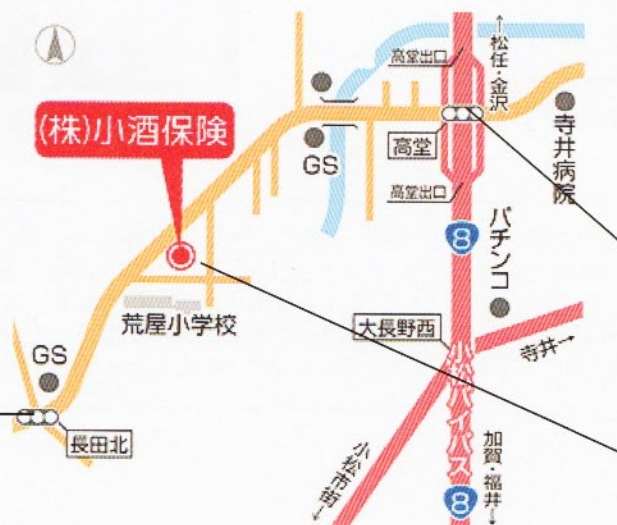 高堂出口
↑松任・金沢
(株)小酒保険
GS
高堂
寺井病院
高堂出口
8
パチンコ
荒屋小学校
大長野西
寺井→
GS
小松バイパス
長田北
小松市街↓
加賀・福井↓
8